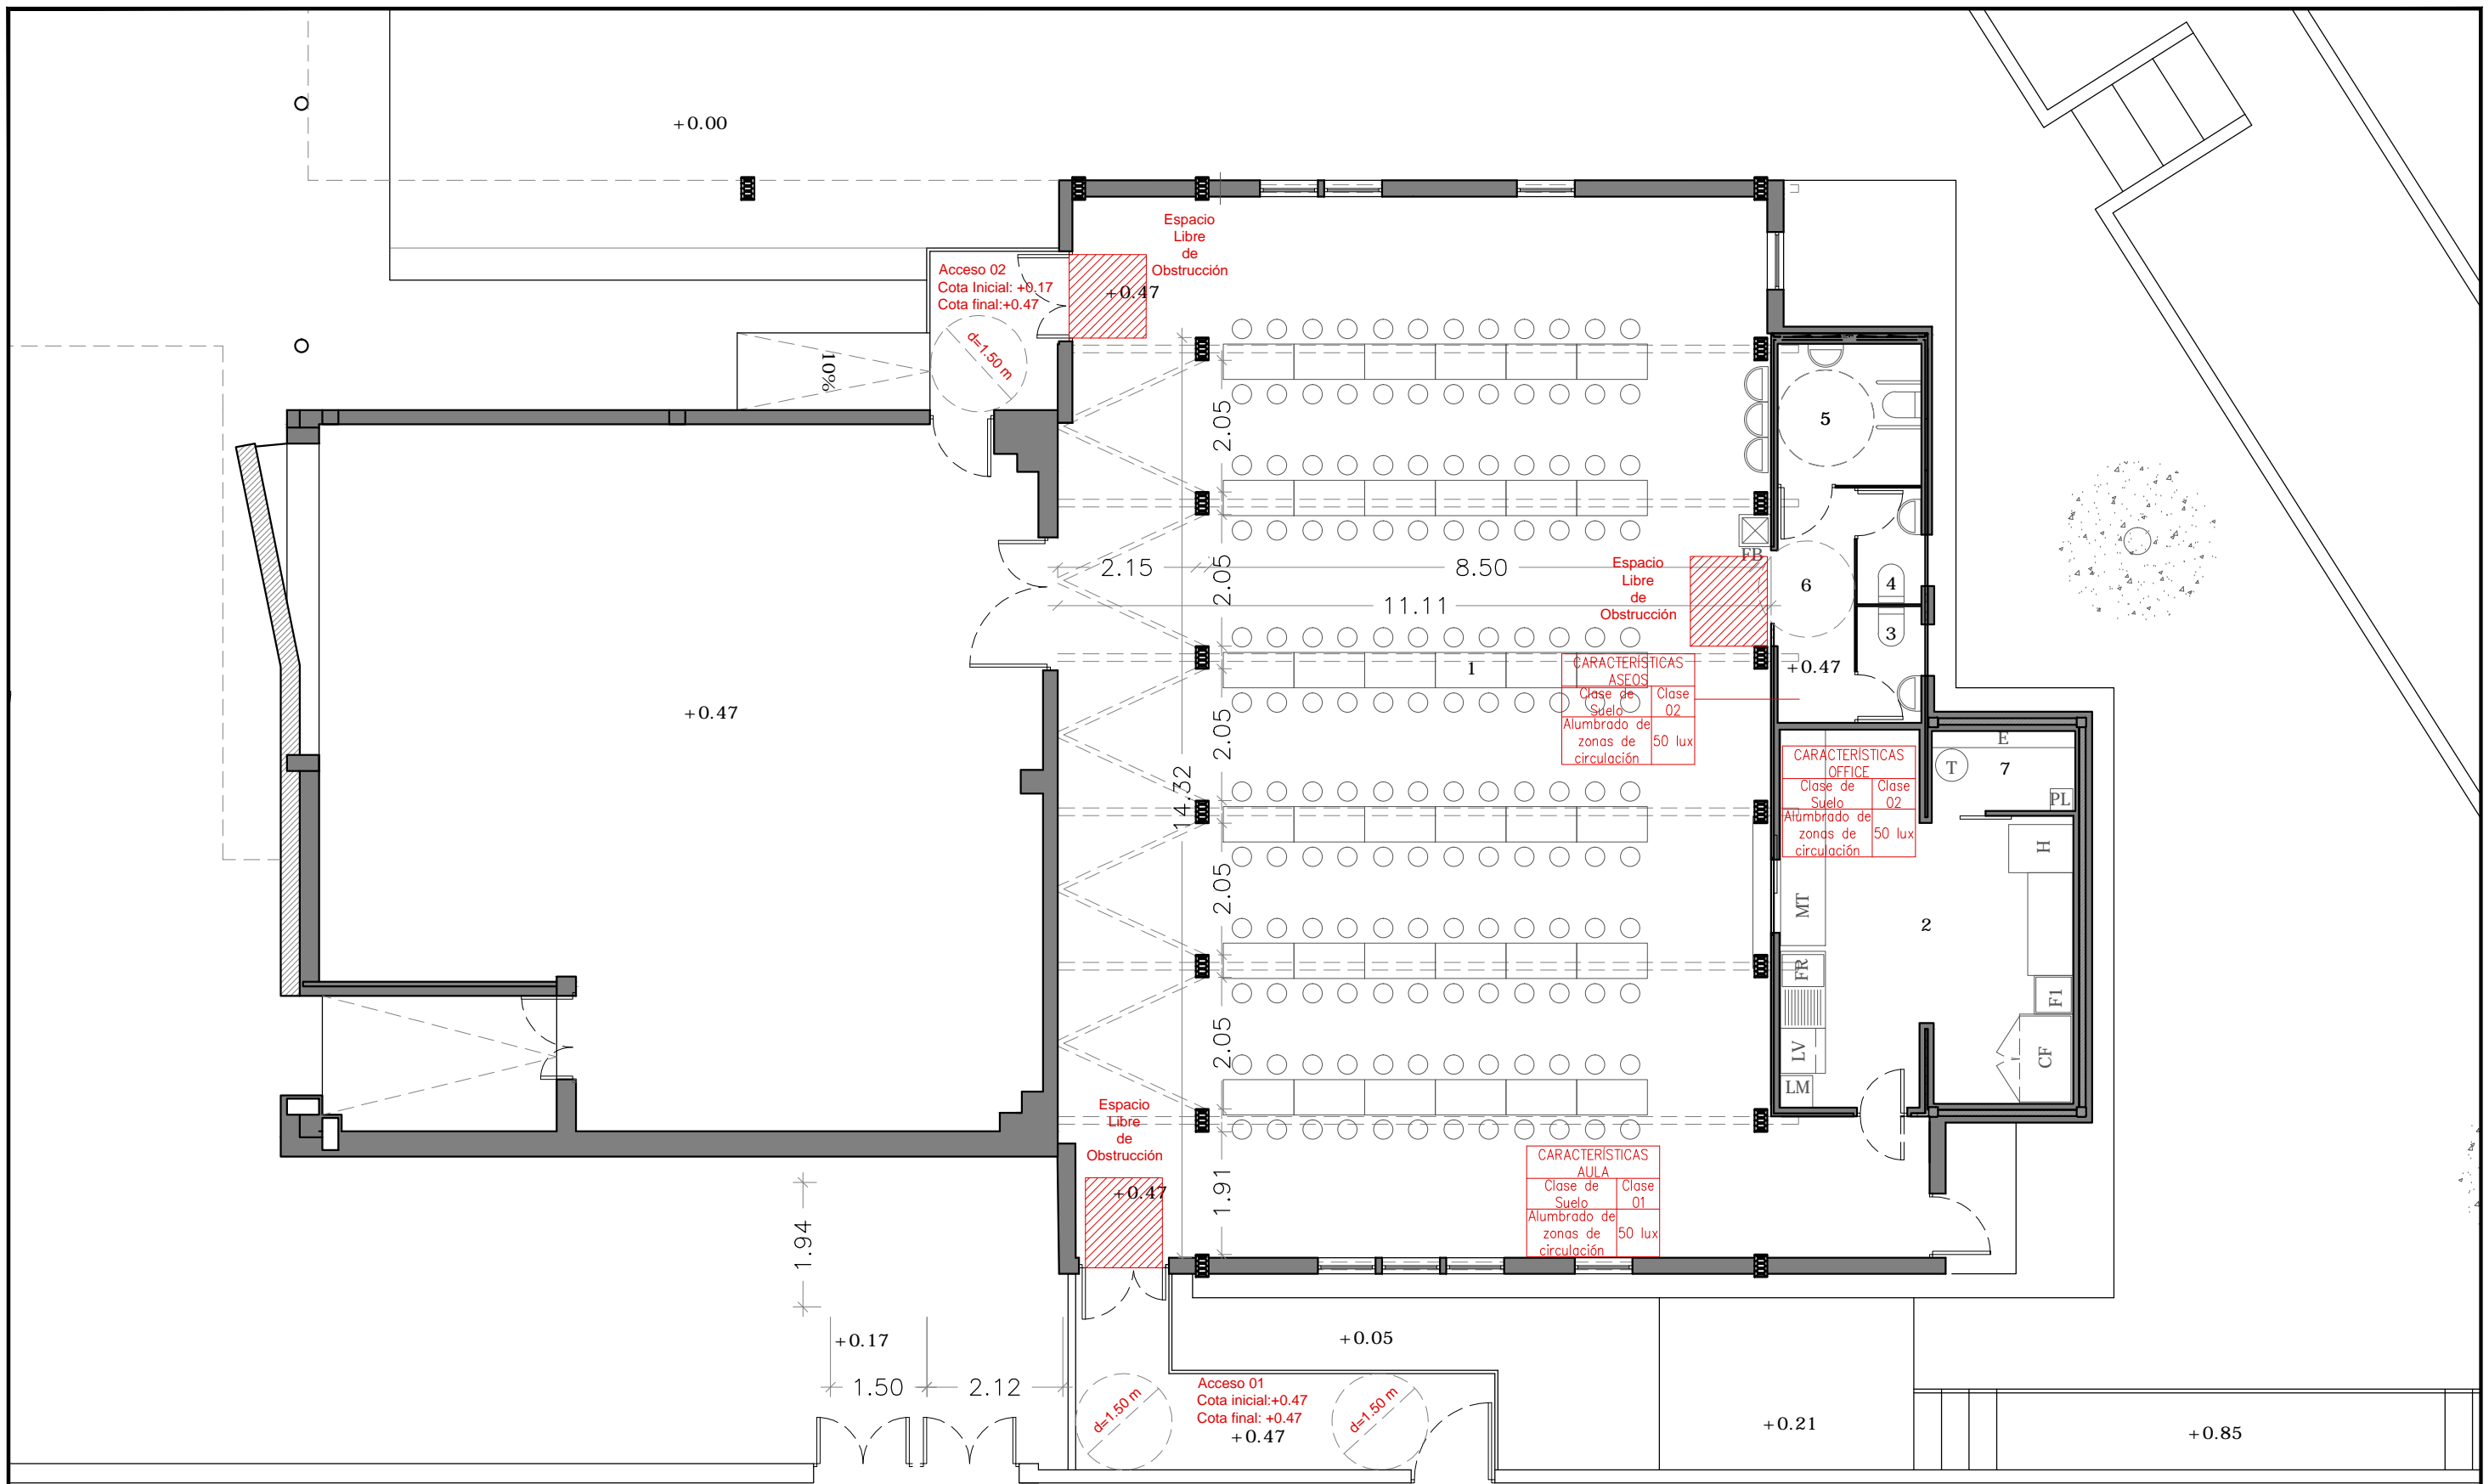 +0.00
Espacio
Libre
de
Obstrucción
Acceso 02
Cota Inicial: +0.17
Cota final:+0.47
+0.47
d=1.50 m
10%
2.05
5
FB
2.15
8.50
2.05
Espacio
Libre
de
Obstrucción
11.11
6
4
3
1
CARACTERÍSTICAS
ASEOS
Clase de
Suelo
Clase
02
Alumbrado de
zonas de
circulación
50 lux
+0.47
+0.47
2.05
14.32
E
T
7
PL
CARACTERÍSTICAS
OFFICE
Clase de
Suelo
Clase
02
Alumbrado de
zonas de
circulación
50 lux
H
2.05
MT
2
FR
F1
2.05
LV
CF
LM
Espacio
Libre
de
Obstrucción
+0.47
1.91
CARACTERÍSTICAS
AULA
Clase de
Suelo
Clase
01
Alumbrado de
zonas de
circulación
50 lux
1.94
+0.17
+0.05
1.50
2.12
d=1.50 m
Acceso 01
Cota inicial:+0.47
Cota final: +0.47
+0.47
d=1.50 m
+0.21
+0.85